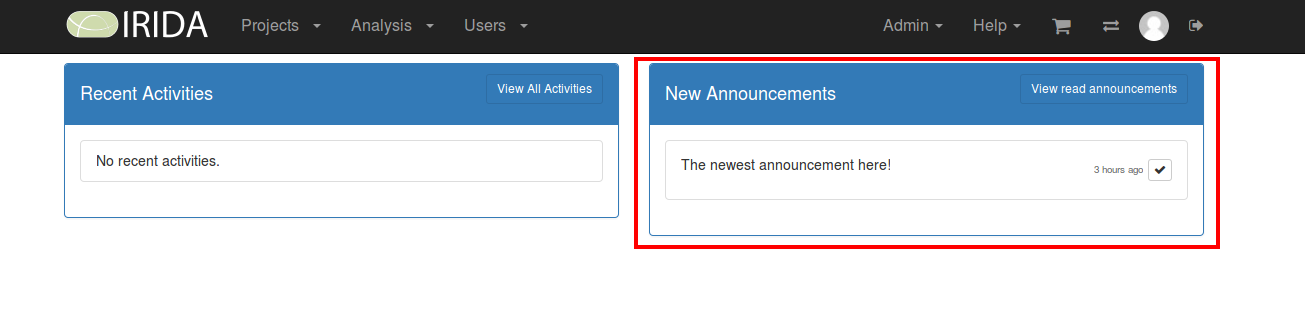 IRIDA Projects Analysis Users Admin Help
Recent Activities View All Activities
No recent activities.
New Announcements View read announcements
The newest announcement here! 3 hours ago